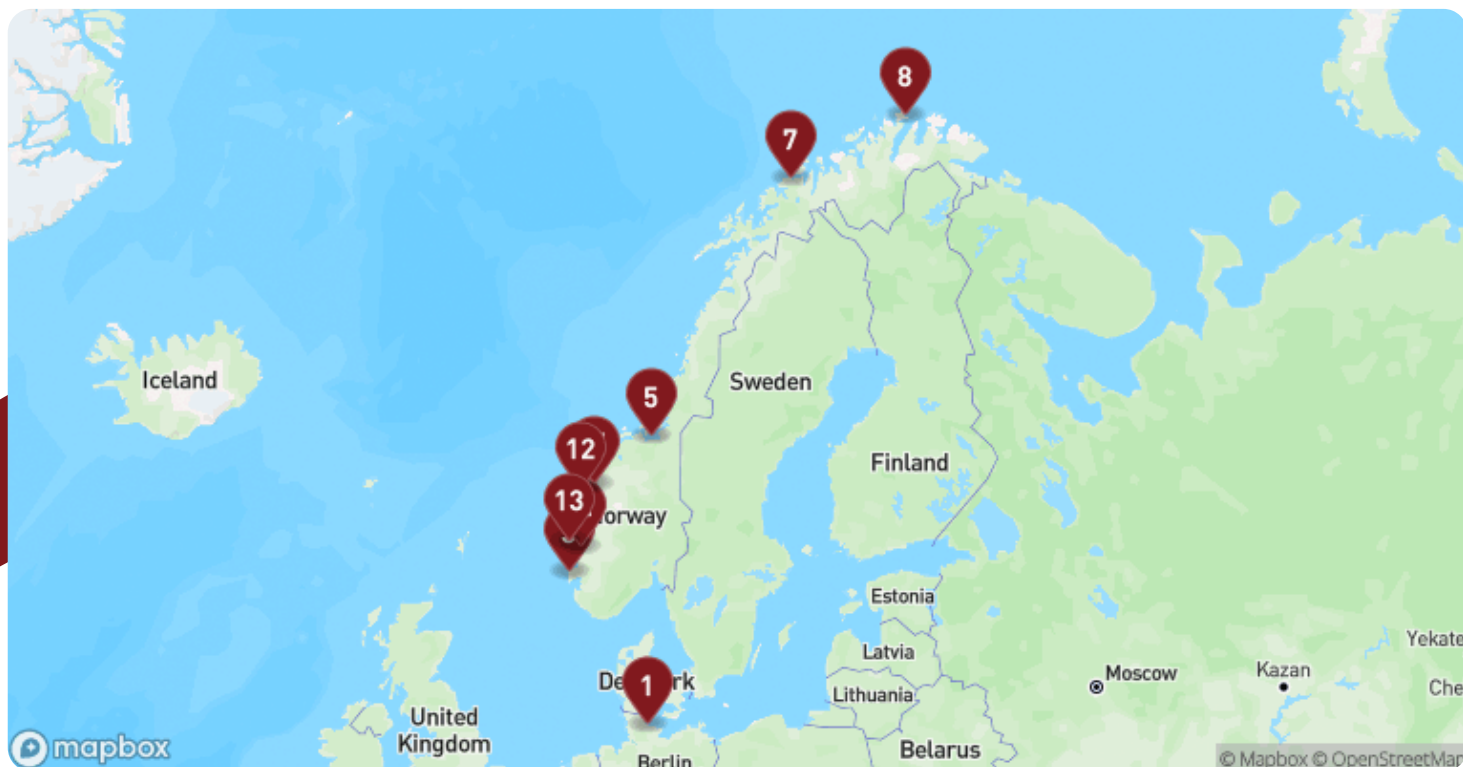 8
7
Iceland
5
Sweden
12
Finland
13
orway
Estonia
Latvia
Yekate
De rk
1
Moscow
Kazan
Lithuania
Che
United
Kingdom
mapbox
Belarus
Berlin
© Mapbox © OpenStreetMap